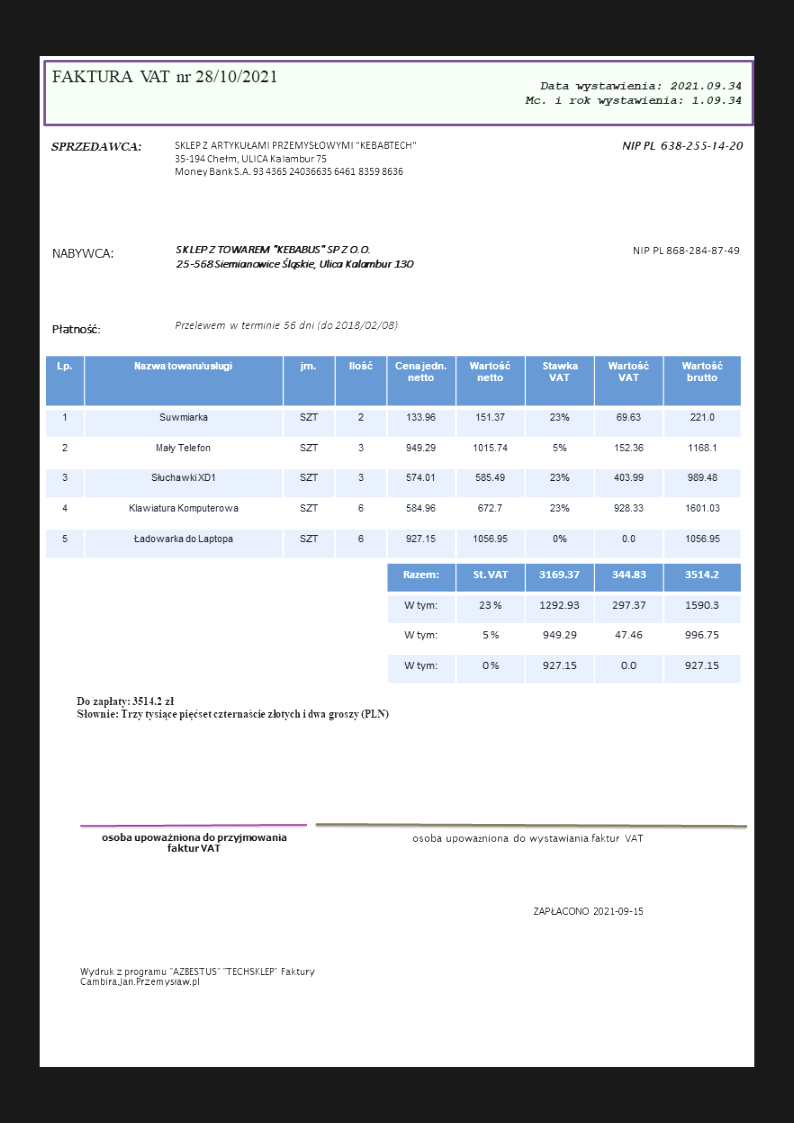 FAKTURA VAT nr 28/10/2021
Data wystawienia: 2021.09.34
Mc. i rok wystawienia: 1.09.34
SPRZEDAWCA: SKLEP Z ARTYKUŁAMI PRZEMYSŁOWYMI "KEBABTECH" NIP PL 638-255-14-20
35-194 Chełm, ULICA Kalambur 75
Money Bank S.A. 93 4365 24036635 6461 8359 8636
NABYWCA: SKLEP Z TOWAREM "KEBABUS" SP Z O.O. NIP PL 868-284-87-49
25-568 Siemianowice Śląskie, Ulica Kalambur 130
Płatność: Przelewem w terminie 56 dni (do 2018/02/08)
Lp. Nazwa towaru/usługi jm. Ilość Cena jedn. netto Wartość netto Stawka VAT Wartość VAT Wartość brutto
1 Suwmiarka SZT 2 133.96 151.37 23% 69.63 221.0
2 Mały Telefon SZT 3 949.29 1015.74 5% 152.36 1168.1
3 Słuchawki XD1 SZT 3 574.01 585.49 23% 403.99 989.48
4 Klawiatura Komputerowa SZT 6 584.96 672.7 23% 928.33 1601.03
5 Ładowarka do Laptopa SZT 6 927.15 1056.95 0% 0.0 1056.95
Razem: St. VAT 3169.37 344.83 3514.2
W tym: 23 % 1292.93 297.37 1590.3
W tym: 5 % 949.29 47.46 996.75
W tym: 0 % 927.15 0.0 927.15
Do zapłaty: 3514.2 zł
Słownie: Trzy tysiące pięćset czternaście złotych i dwa groszy (PLN)
osoba upoważniona do przyjmowania faktur VAT
osoba upoważniona do wystawiania faktur VAT
ZAPŁACONO 2021-09-15
Wydruk z programu "AZBESTUS" "TECHSKLEP" Faktury
Cambira.Jan.Przemysław.pl